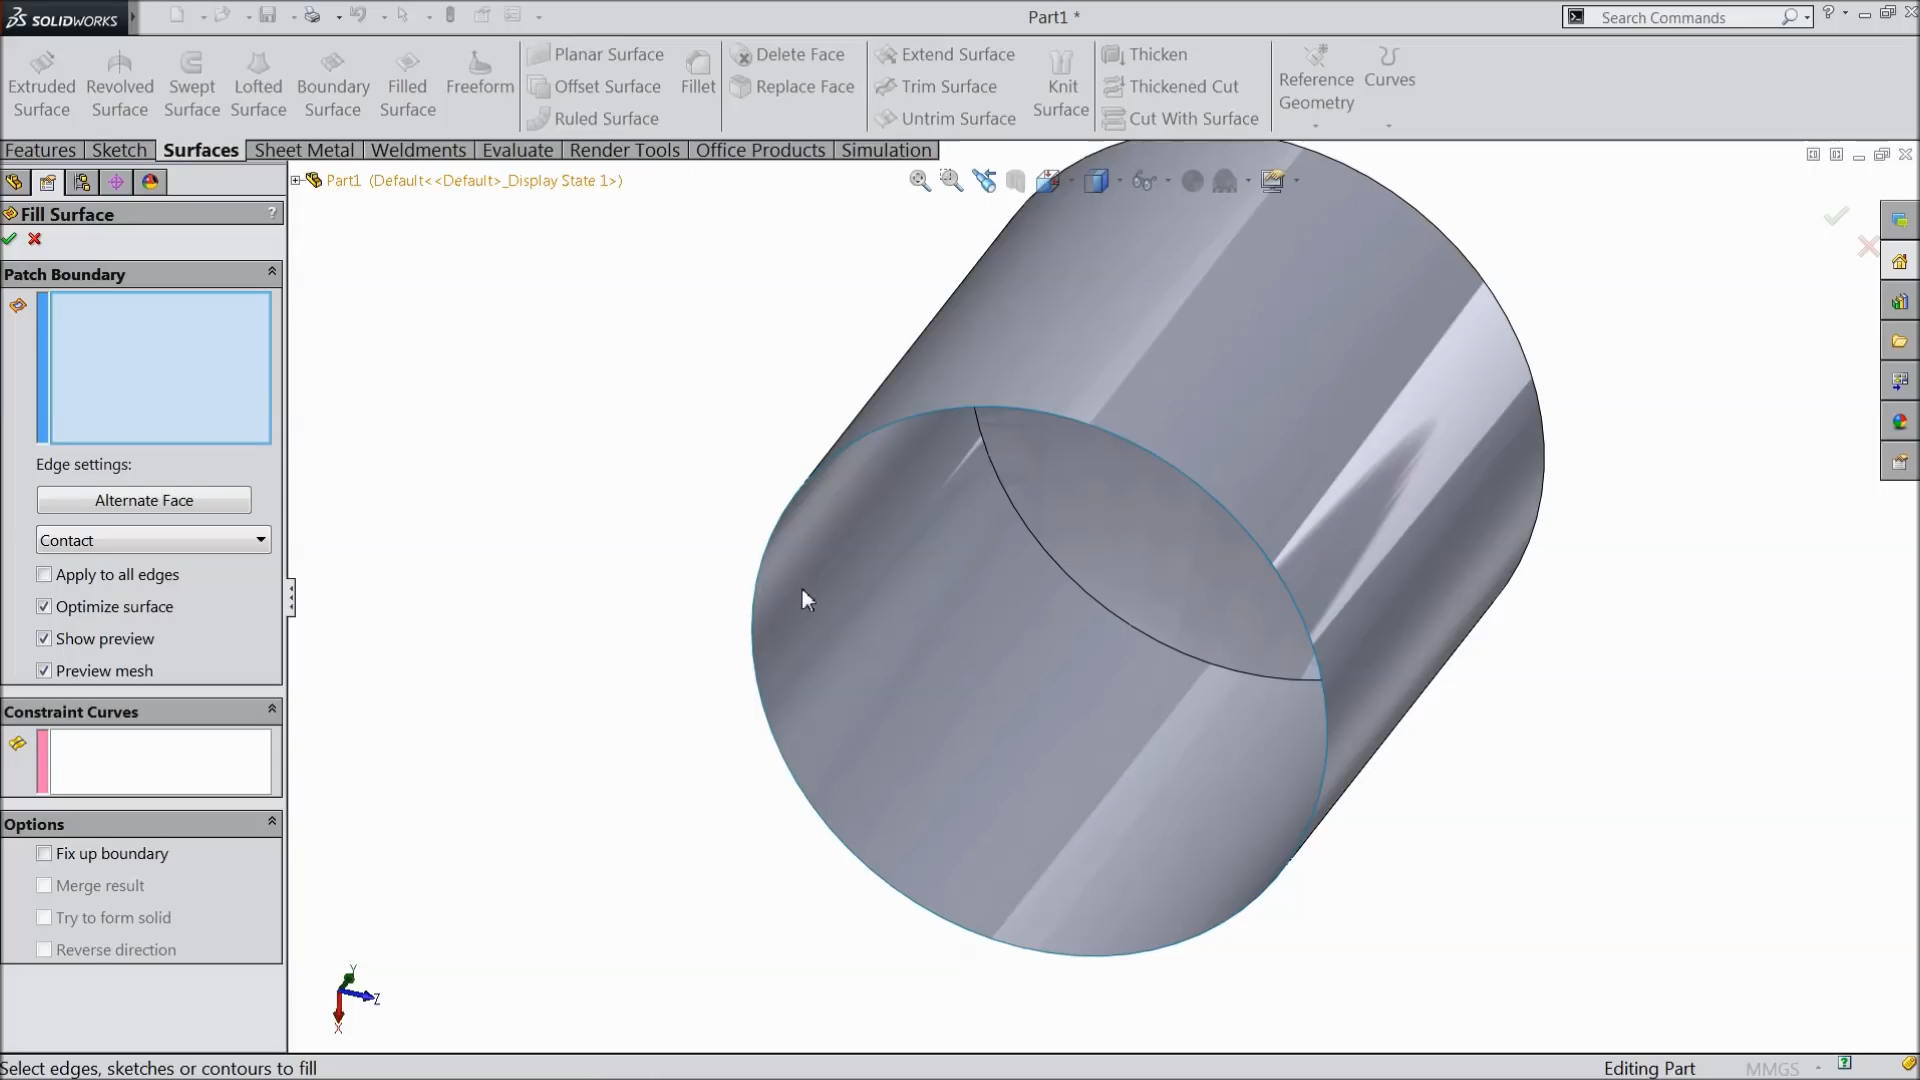 SOLIDWORKS
Part1 *
Search Commands
Extruded Surface
Revolved Surface
Swept Surface
Lofted Surface
Boundary Surface
Filled Surface
Freeform
Planar Surface
Offset Surface
Ruled Surface
Fillet
Delete Face
Replace Face
Extend Surface
Trim Surface
Untrim Surface
Knit Surface
Thicken
Thickened Cut
Cut With Surface
Reference Geometry
Curves
Features Sketch Surfaces Sheet Metal Weldments Evaluate Render Tools Office Products Simulation
Part1 (Default<<Default>_Display State 1>)
Fill Surface ?
Patch Boundary
Edge settings:
Alternate Face
Contact
Apply to all edges
Optimize surface
Show preview
Preview mesh
Constraint Curves
Options
Fix up boundary
Merge result
Try to form solid
Reverse direction
Y
Z
X
Select edges, sketches or contours to fill
Editing Part
MMGS